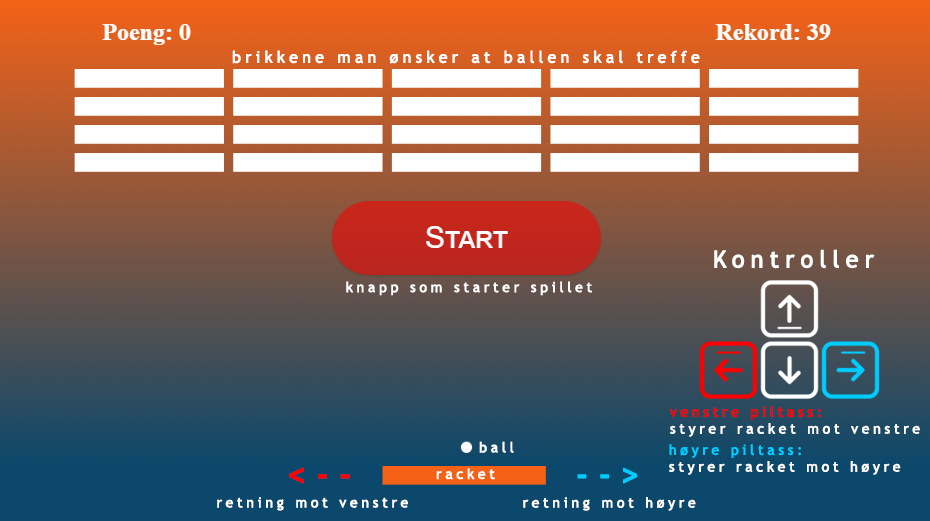 Poeng: 0
Rekord: 39
brikkene man ønsker at ballen skal treffe
START
knapp som starter spillet
Kontroller
venstre piltass:
styrer racket mot venstre
høyre piltass:
styrer racket mot høyre
ball
<-- racket -->
retning mot venstre
retning mot høyre